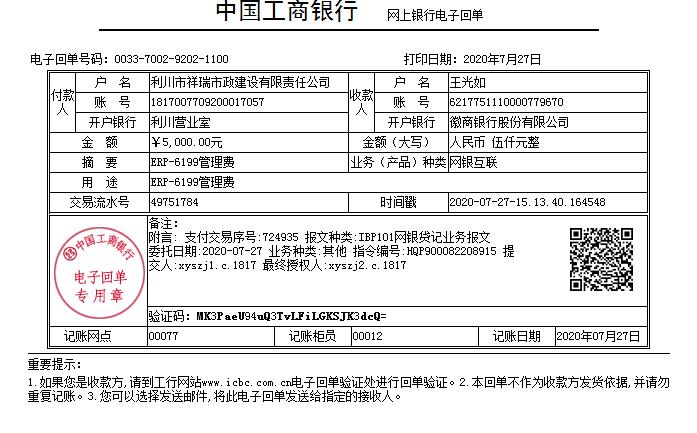 中国工商银行 网上银行电子回单
电子回单号码：0033-7002-9202-1100 打印日期：2020年7月27日
付款人 户 名 利川市祥瑞市政建设有限责任公司 收款人 户 名 王光如
账 号 1817007709200017057 账 号 6217751110000779670
开户银行 利川营业室 开户银行 徽商银行股份有限公司
金 额 ￥5,000.00元 金额（大写） 人民币 伍仟元整
摘 要 ERP-6199管理费 业务（产品）种类 网银互联
用 途 ERP-6199管理费
交易流水号 49751784 时间戳 2020-07-27-15.13.40.164548
中国工商银行
电子回单
专用章
备注：
附言: 支付交易序号:724935 报文种类:IBP101网银贷记业务报文
委托日期:2020-07-27 业务种类:其他 指令编号:HQP900082208915 提
交人:xyszj1.c.1817 最终授权人:xyszj2.c.1817
验证码：MK3PaeU94uQ3TvLFiLGKSJK3dcQ=
记账网点 00077 记账柜员 00012 记账日期 2020年07月27日
重要提示：
1.如果您是收款方,请到工行网站www.icbc.com.cn电子回单验证处进行回单验证。2.本回单不作为收款方发货依据,并请勿
重复记账。3.您可以选择发送邮件,将此电子回单发送给指定的接收人。